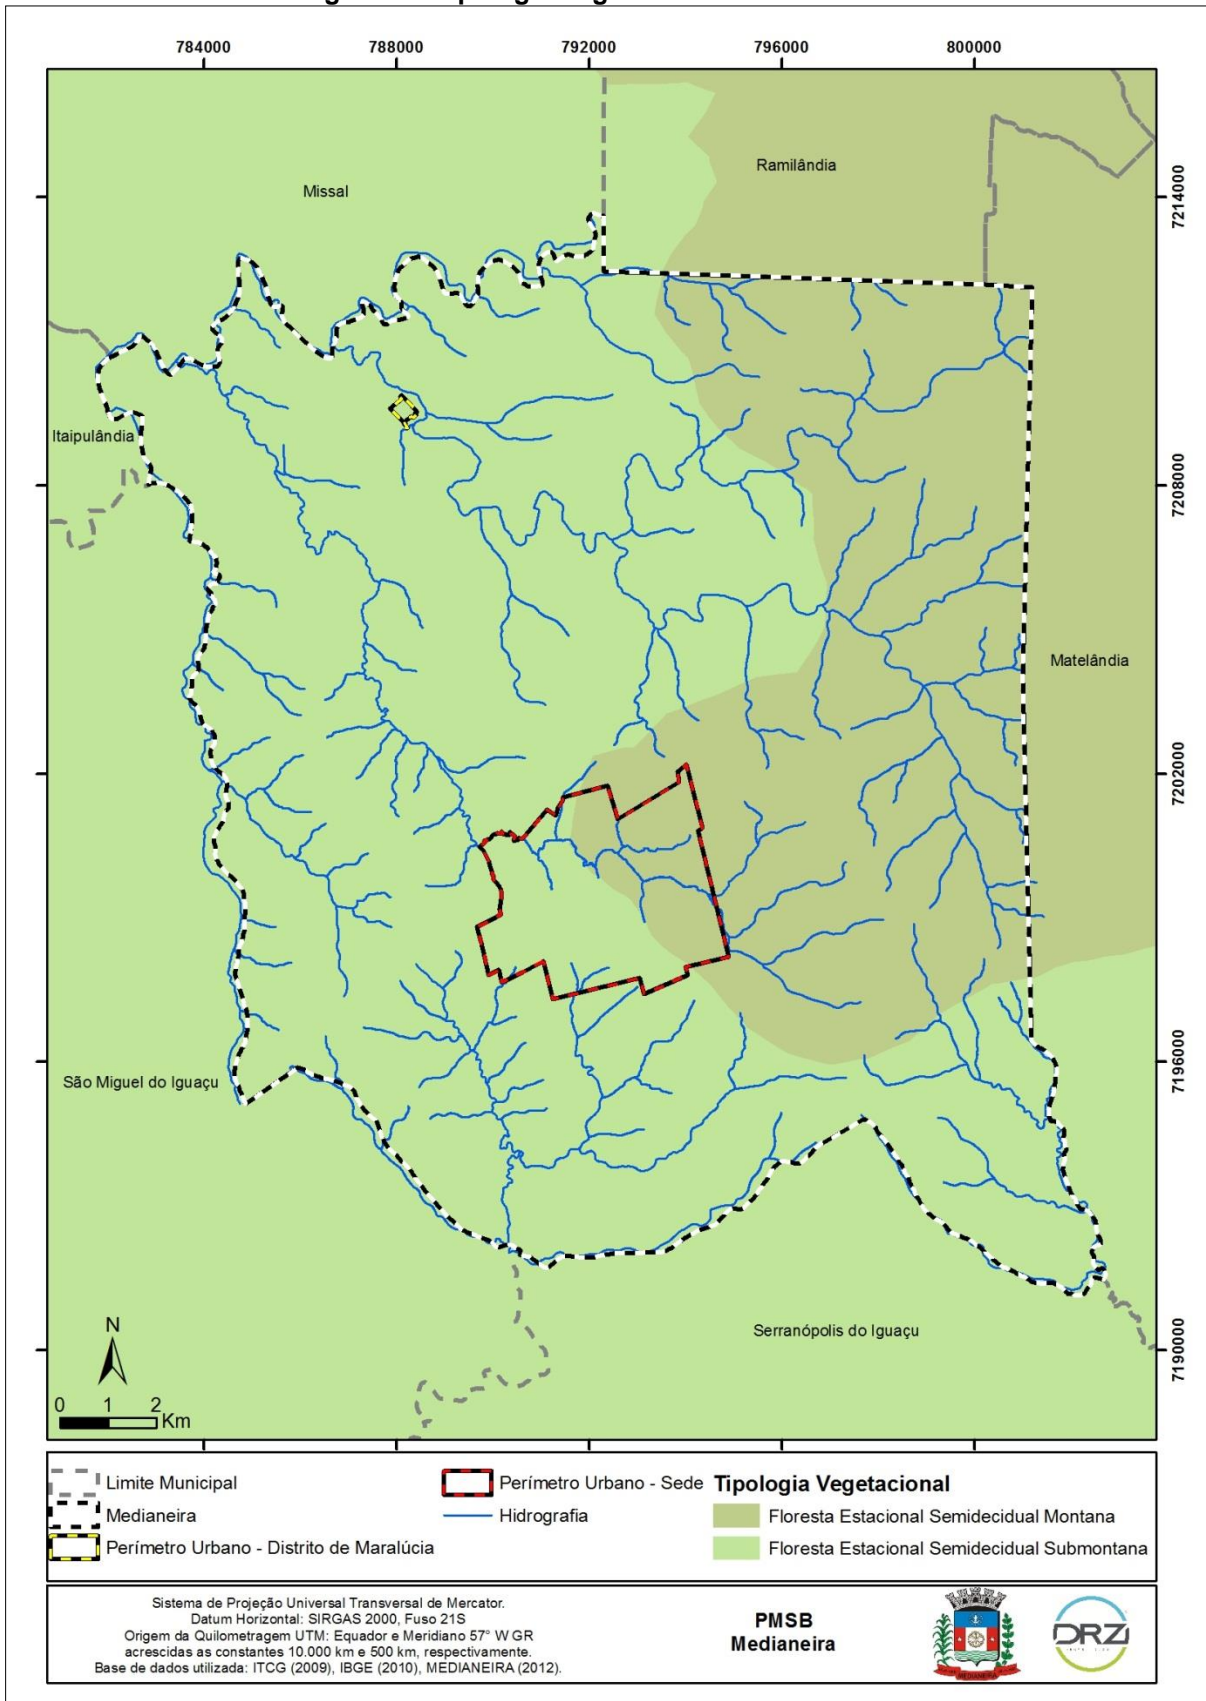 784000 788000 792000 796000 800000
Missal
Ramilândia
7214000
Itaipulândia
7208000
Matelândia
7202000
São Miguel do Iguaçu
7196000
Serranópolis do Iguaçu
7190000
N
0 1 2
Km
Limite Municipal
Medianeira
Perímetro Urbano - Distrito de Maralúcia
Perímetro Urbano - Sede
Hidrografia
Tipologia Vegetacional
Floresta Estacional Semidecidual Montana
Floresta Estacional Semidecidual Submontana
Sistema de Projeção Universal Transversal de Mercator.
Datum Horizontal: SIRGAS 2000, Fuso 21S
Origem da Quilometragem UTM: Equador e Meridiano 57° W GR
acrescidas as constantes 10.000 km e 500 km, respectivamente.
Base de dados utilizada: ITCG (2009), IBGE (2010), MEDIANEIRA (2012).
PMSB
Medianeira
MEDIANEIRA
DRZ